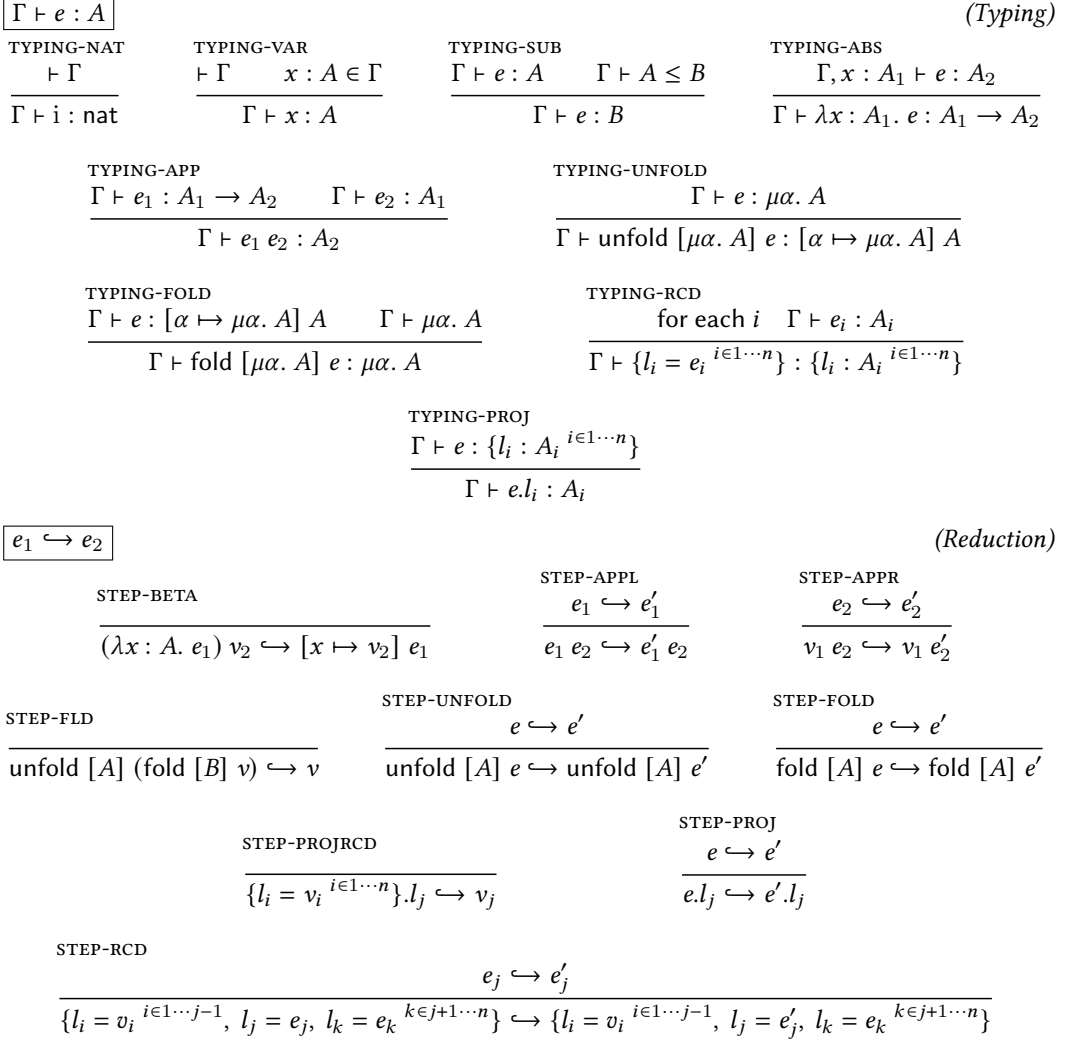 Γ ⊢ e : A (Typing)
TYPING-NAT TYPING-VAR TYPING-SUB TYPING-ABS
⊢ Γ ⊢ Γ x : A ∈ Γ Γ ⊢ e : A Γ ⊢ A ≤ B Γ, x : A₁ ⊢ e : A₂
Γ ⊢ i : nat Γ ⊢ x : A Γ ⊢ e : B Γ ⊢ λx : A₁. e : A₁ → A₂
TYPING-APP TYPING-UNFOLD
Γ ⊢ e₁ : A₁ → A₂ Γ ⊢ e₂ : A₁ Γ ⊢ e : μα. A
Γ ⊢ e₁ e₂ : A₂ Γ ⊢ unfold [μα. A] e : [α ↦ μα. A] A
TYPING-FOLD TYPING-RCD
Γ ⊢ e : [α ↦ μα. A] A Γ ⊢ μα. A for each i Γ ⊢ eᵢ : Aᵢ
Γ ⊢ fold [μα. A] e : μα. A Γ ⊢ {lᵢ = eᵢ ^{i∈1···n}} : {lᵢ : Aᵢ ^{i∈1···n}}
TYPING-PROJ
Γ ⊢ e : {lᵢ : Aᵢ ^{i∈1···n}}
Γ ⊢ e.lᵢ : Aᵢ
e₁ ↪ e₂ (Reduction)
STEP-BETA STEP-APPL STEP-APPR
e₁ ↪ e₁′ e₂ ↪ e₂′
(λx : A. e₁) v₂ ↪ [x ↦ v₂] e₁ e₁ e₂ ↪ e₁′ e₂ v₁ e₂ ↪ v₁ e₂′
STEP-FLD STEP-UNFOLD STEP-FOLD
e ↪ e′ e ↪ e′
unfold [A] (fold [B] v) ↪ v unfold [A] e ↪ unfold [A] e′ fold [A] e ↪ fold [A] e′
STEP-PROJRCD STEP-PROJ
e ↪ e′
{lᵢ = vᵢ ^{i∈1···n}}.lⱼ ↪ vⱼ e.lⱼ ↪ e′.lⱼ
STEP-RCD
eⱼ ↪ eⱼ′
{lᵢ = vᵢ ^{i∈1···j−1}, lⱼ = eⱼ, lₖ = eₖ ^{k∈j+1···n}} ↪ {lᵢ = vᵢ ^{i∈1···j−1}, lⱼ = eⱼ′, lₖ = eₖ ^{k∈j+1···n}}